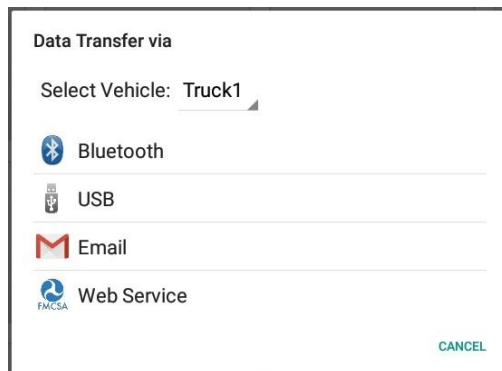 Data Transfer via
Select Vehicle: Truck1
Bluetooth
USB
Email
FMCSA Web Service
CANCEL